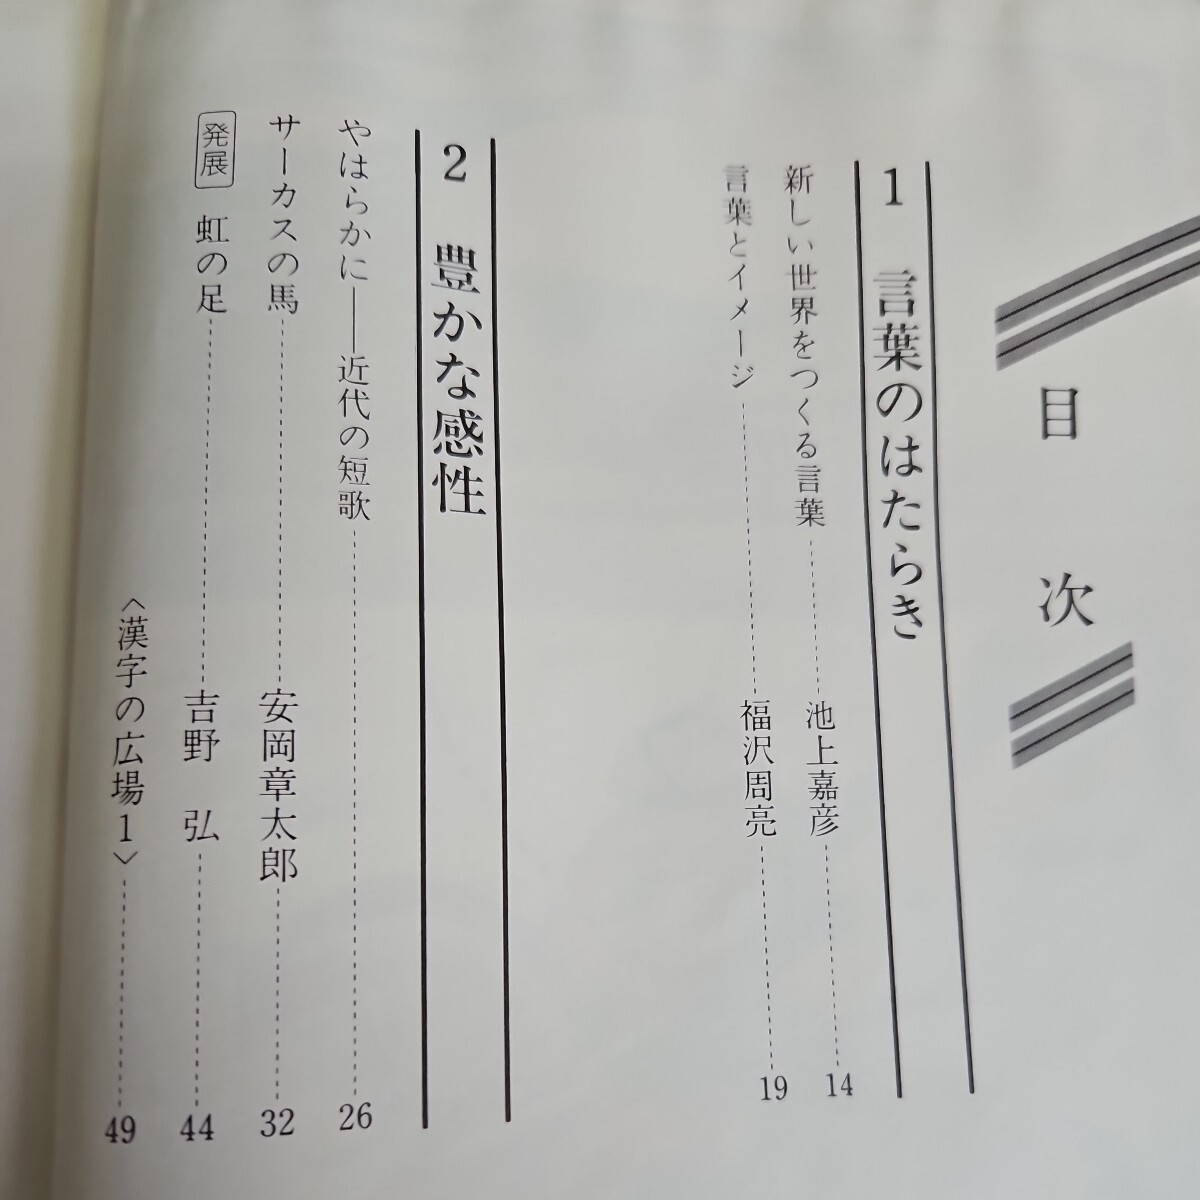 目次
1 言葉のはたらき
新しい世界をつくる言葉 池上嘉彦 14
言葉とイメージ 福沢周亮 19
2 豊かな感性
やはらかに――近代の短歌 26
サーカスの馬 安岡章太郎 32
発展 虹の足 吉野 弘 44
〈漢字の広場1〉 49